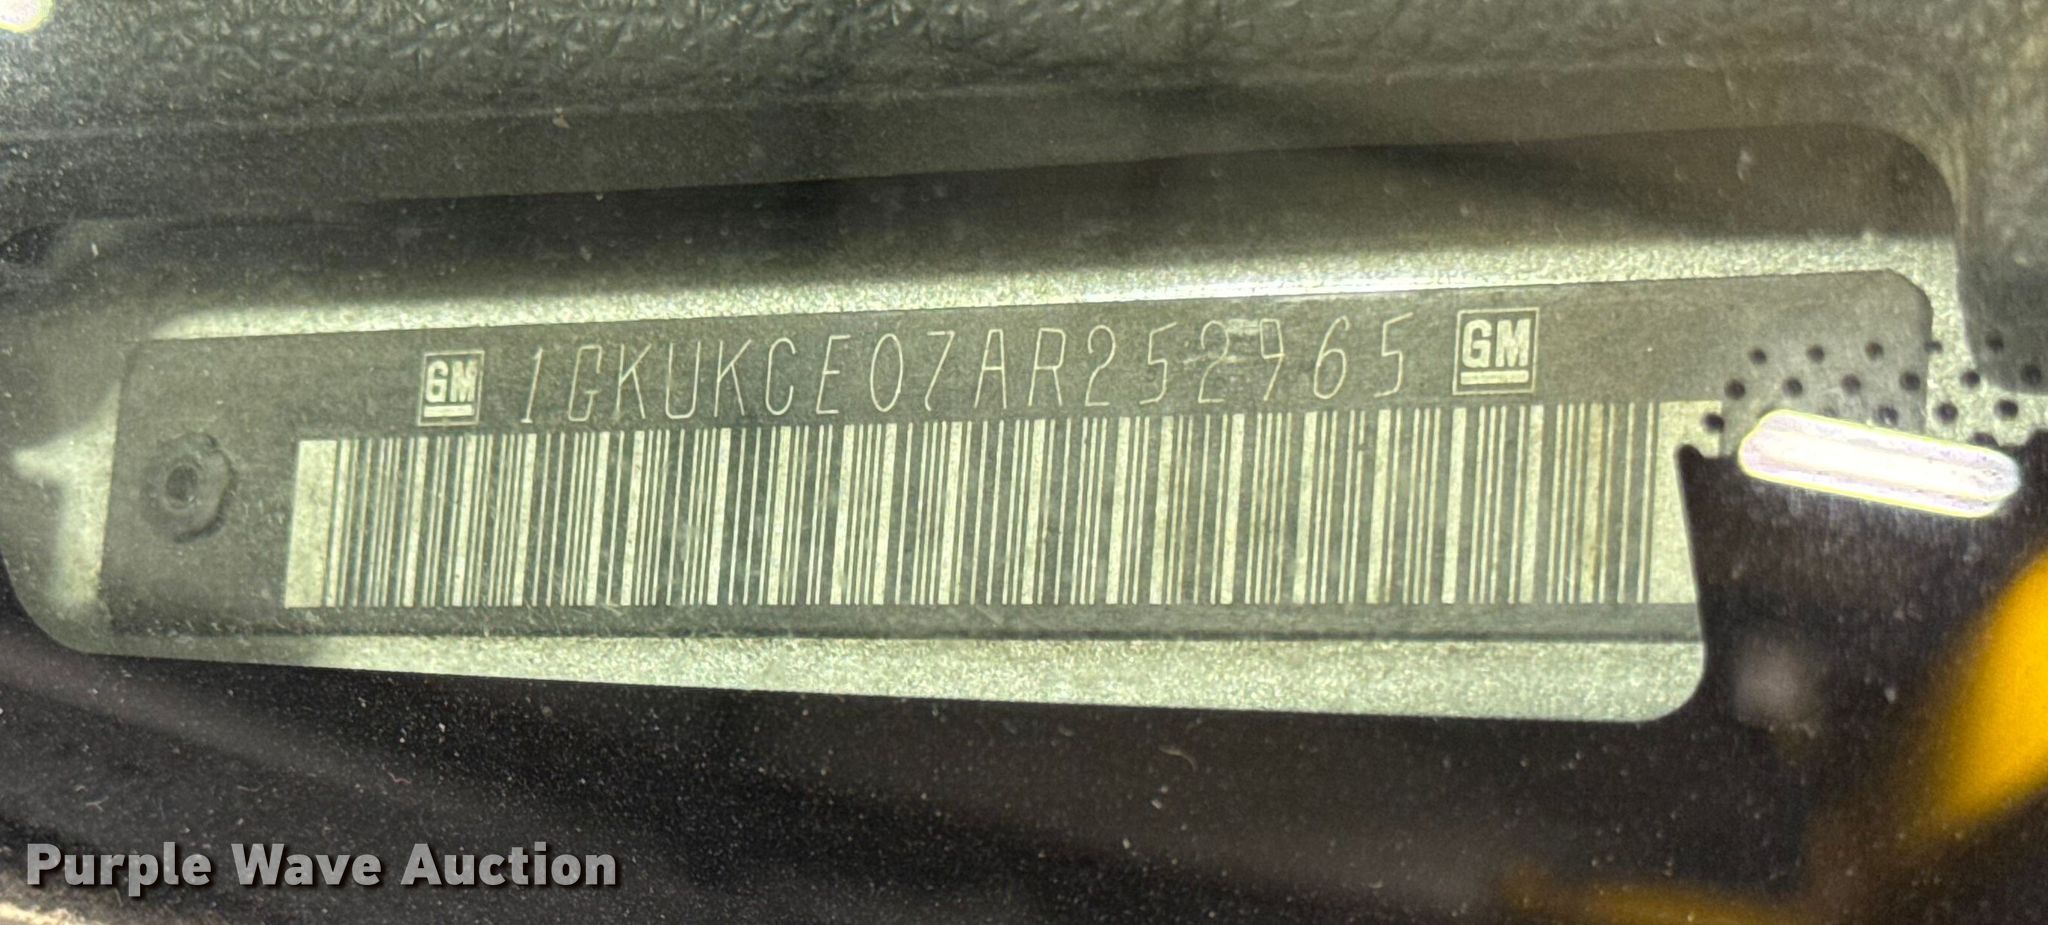 GM 1GKUKCE07AR252965 GM
Purple Wave Auction